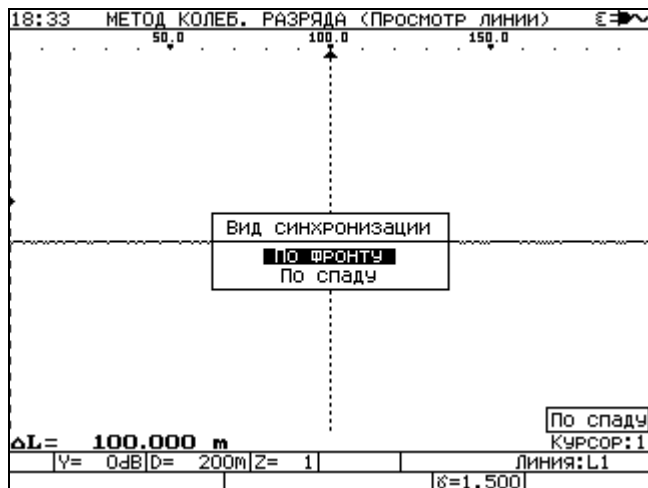 18:33 МЕТОД КОЛЕБ. РАЗРЯДА (Просмотр линии)
50.0 100.0 150.0
Вид синхронизации
По фронту
По спаду
По спаду
ΔL= 100.000 m Курсор:1
Y= 0dB D= 200m Z= 1 Линия:L1
γ=1.500